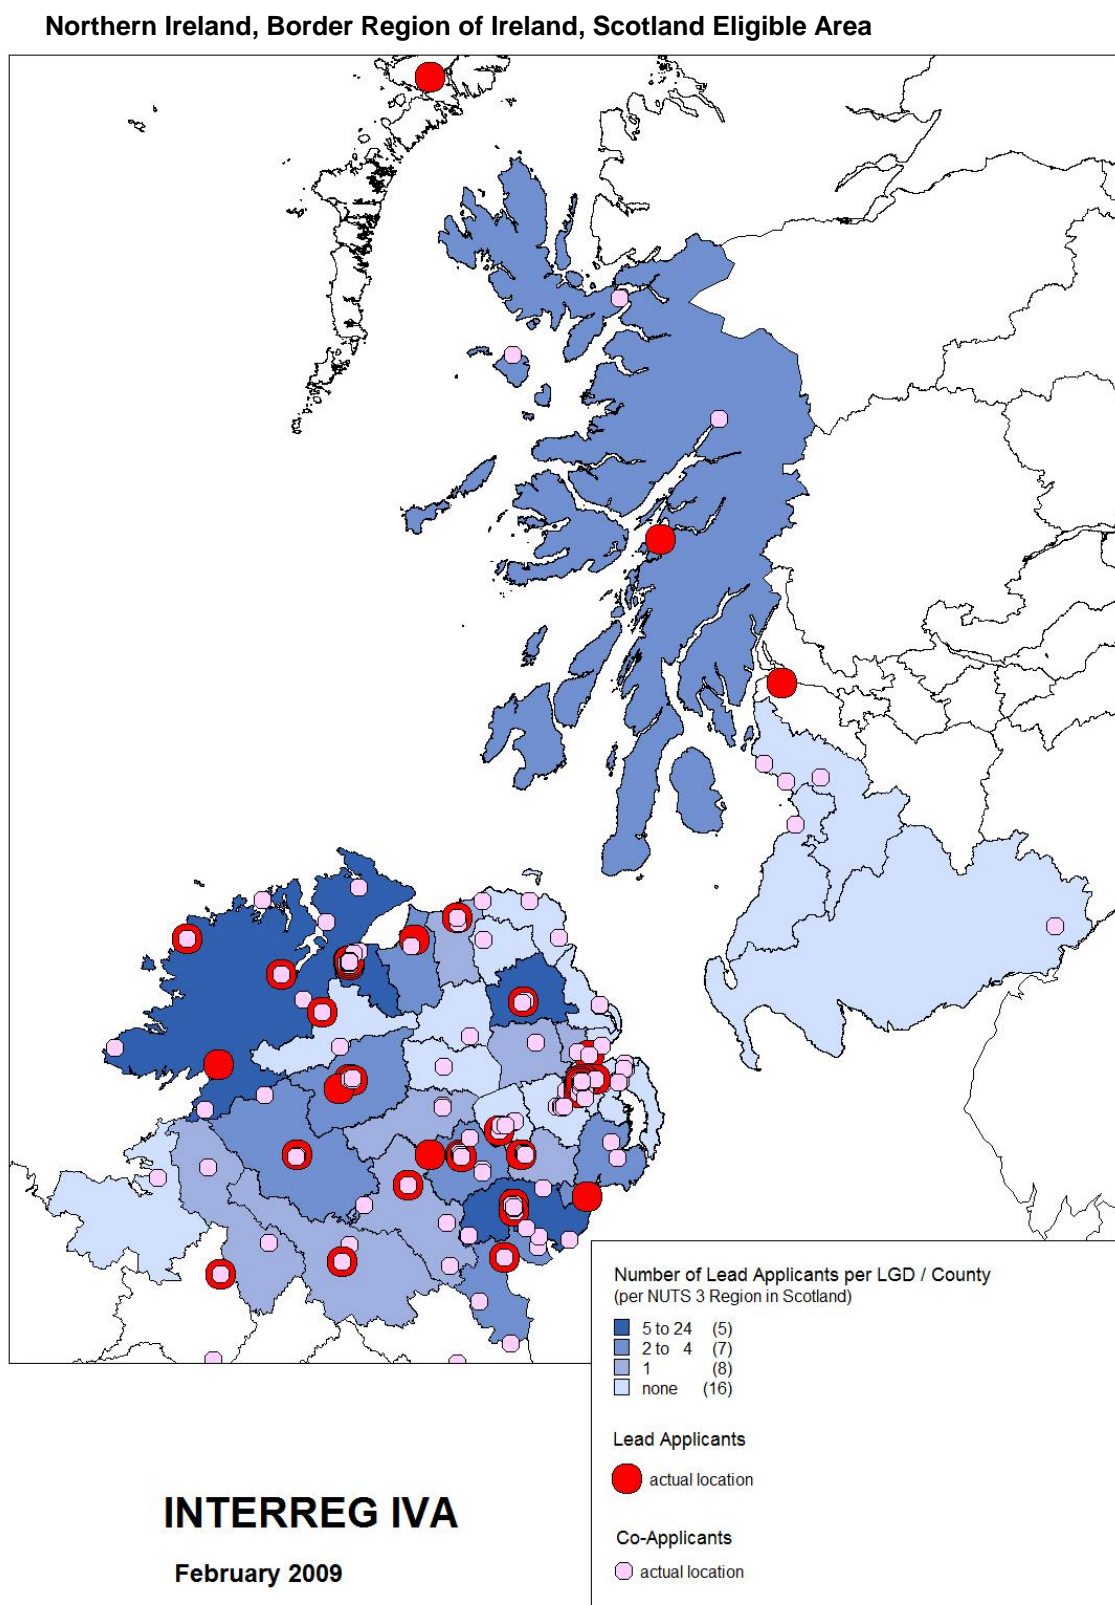 Northern Ireland, Border Region of Ireland, Scotland Eligible Area
Number of Lead Applicants per LGD / County
(per NUTS 3 Region in Scotland)
5 to 24 (5)
2 to 4 (7)
1 (8)
none (16)
Lead Applicants
actual location
Co-Applicants
actual location
INTERREG IVA
February 2009